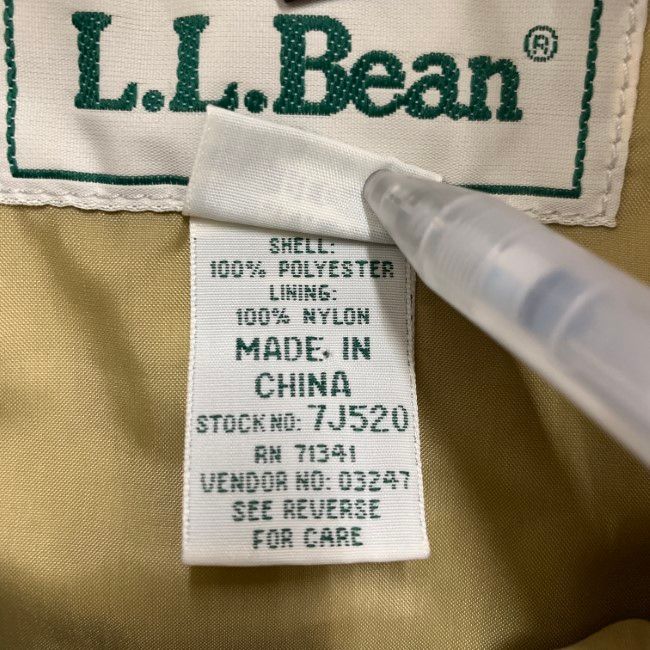 L.L.Bean®
SHELL:
100% POLYESTER
LINING:
100% NYLON
MADE IN
CHINA
STOCK NO: 7J520
RN 71341
VENDOR NO: 03247
SEE REVERSE
FOR CARE